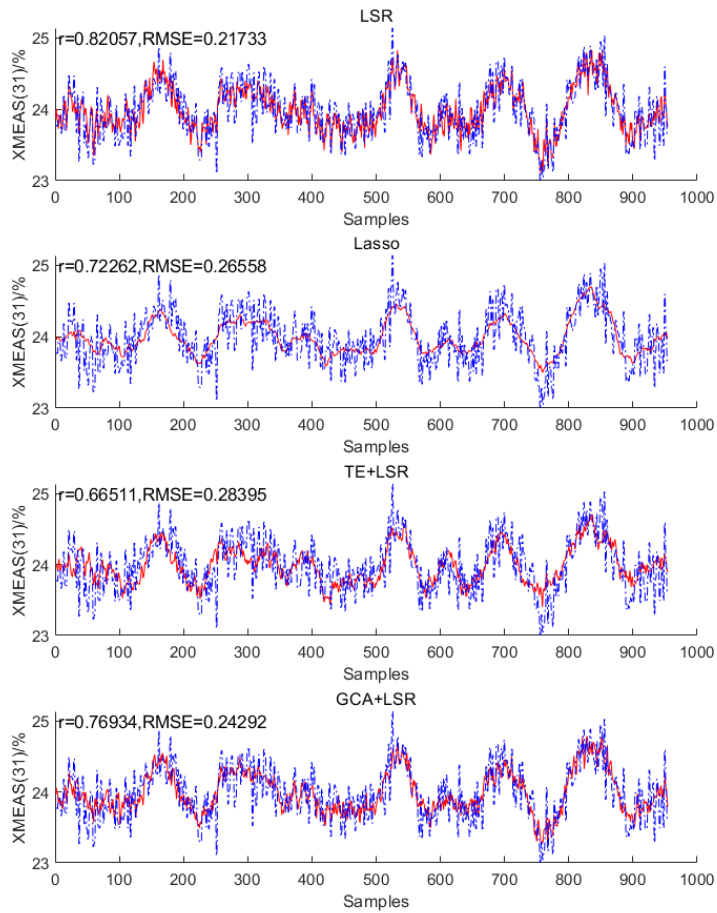 LSR
r=0.82057,RMSE=0.21733
25
24
23
XMEAS(31)/%
0 100 200 300 400 500 600 700 800 900 1000
Samples
Lasso
r=0.72262,RMSE=0.26558
25
24
23
XMEAS(31)/%
0 100 200 300 400 500 600 700 800 900 1000
Samples
TE+LSR
r=0.66511,RMSE=0.28395
25
24
23
XMEAS(31)/%
0 100 200 300 400 500 600 700 800 900 1000
Samples
GCA+LSR
r=0.76934,RMSE=0.24292
25
24
23
XMEAS(31)/%
0 100 200 300 400 500 600 700 800 900 1000
Samples